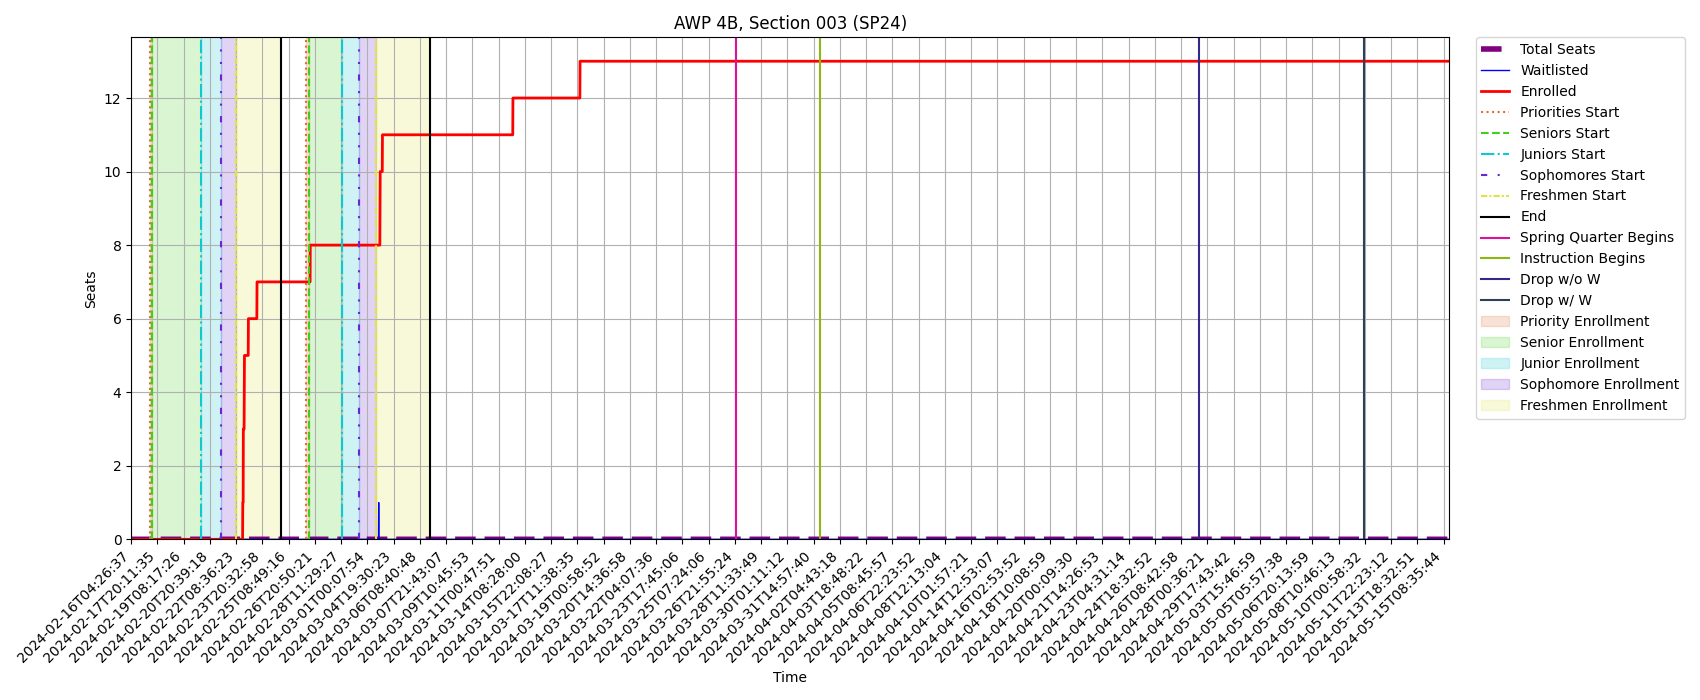 AWP 4B, Section 003 (SP24)
Seats
12
10
8
6
4
2
0
2024-02-16T04:26:37
2024-02-17T20:11:35
2024-02-19T08:17:26
2024-02-20T20:39:18
2024-02-22T08:36:23
2024-02-23T20:32:58
2024-02-25T08:49:16
2024-02-26T20:50:21
2024-02-28T11:29:27
2024-03-01T00:07:54
2024-03-04T19:30:23
2024-03-06T08:40:48
2024-03-07T21:43:07
2024-03-09T10:45:53
2024-03-11T00:47:51
2024-03-14T08:28:00
2024-03-15T22:08:27
2024-03-17T11:38:35
2024-03-19T00:58:52
2024-03-20T14:36:58
2024-03-22T04:07:36
2024-03-23T17:45:06
2024-03-25T07:24:06
2024-03-26T21:55:24
2024-03-28T11:33:49
2024-03-30T01:11:12
2024-03-31T14:57:40
2024-04-02T04:43:18
2024-04-03T18:48:22
2024-04-05T08:45:57
2024-04-06T22:23:52
2024-04-08T12:13:04
2024-04-10T01:57:21
2024-04-14T12:53:07
2024-04-16T02:53:52
2024-04-18T10:08:59
2024-04-20T00:09:30
2024-04-21T14:26:53
2024-04-23T04:31:14
2024-04-24T18:32:52
2024-04-26T08:42:58
2024-04-28T00:36:21
2024-04-29T17:43:42
2024-05-03T15:46:59
2024-05-05T05:57:38
2024-05-06T20:13:59
2024-05-08T10:46:13
2024-05-10T00:58:32
2024-05-11T22:23:12
2024-05-13T18:32:51
2024-05-15T08:35:44
Time
Total Seats
Waitlisted
Enrolled
Priorities Start
Seniors Start
Juniors Start
Sophomores Start
Freshmen Start
End
Spring Quarter Begins
Instruction Begins
Drop w/o W
Drop w/ W
Priority Enrollment
Senior Enrollment
Junior Enrollment
Sophomore Enrollment
Freshmen Enrollment